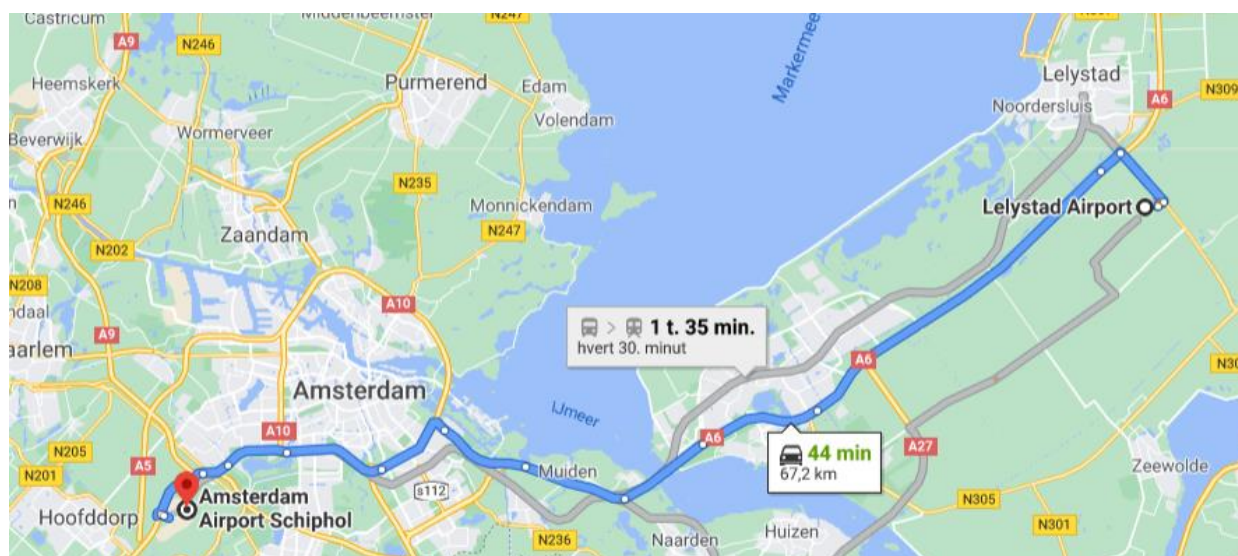 Castricum
A9
N246
Middenbeemster
N247
N307
A6
Heemskerk
Purmerend
Edam
Volendam
Markermeer
Lelystad
Noordersluis
A6
N309
Beverwijk
Wormerveer
N246
N235
Monnickendam
Lelystad Airport
N202
Zaandam
N247
N208
A10
A9
1 t. 35 min.
hvert 30. minut
aarlem
Amsterdam
A6
IJmeer
A10
A6
44 min
67,2 km
A27
N205
A5
N201
Muiden
Zeewolde
s112
Amsterdam
Airport Schiphol
Hoofddorp
N305
N301
N236
Naarden
Huizen